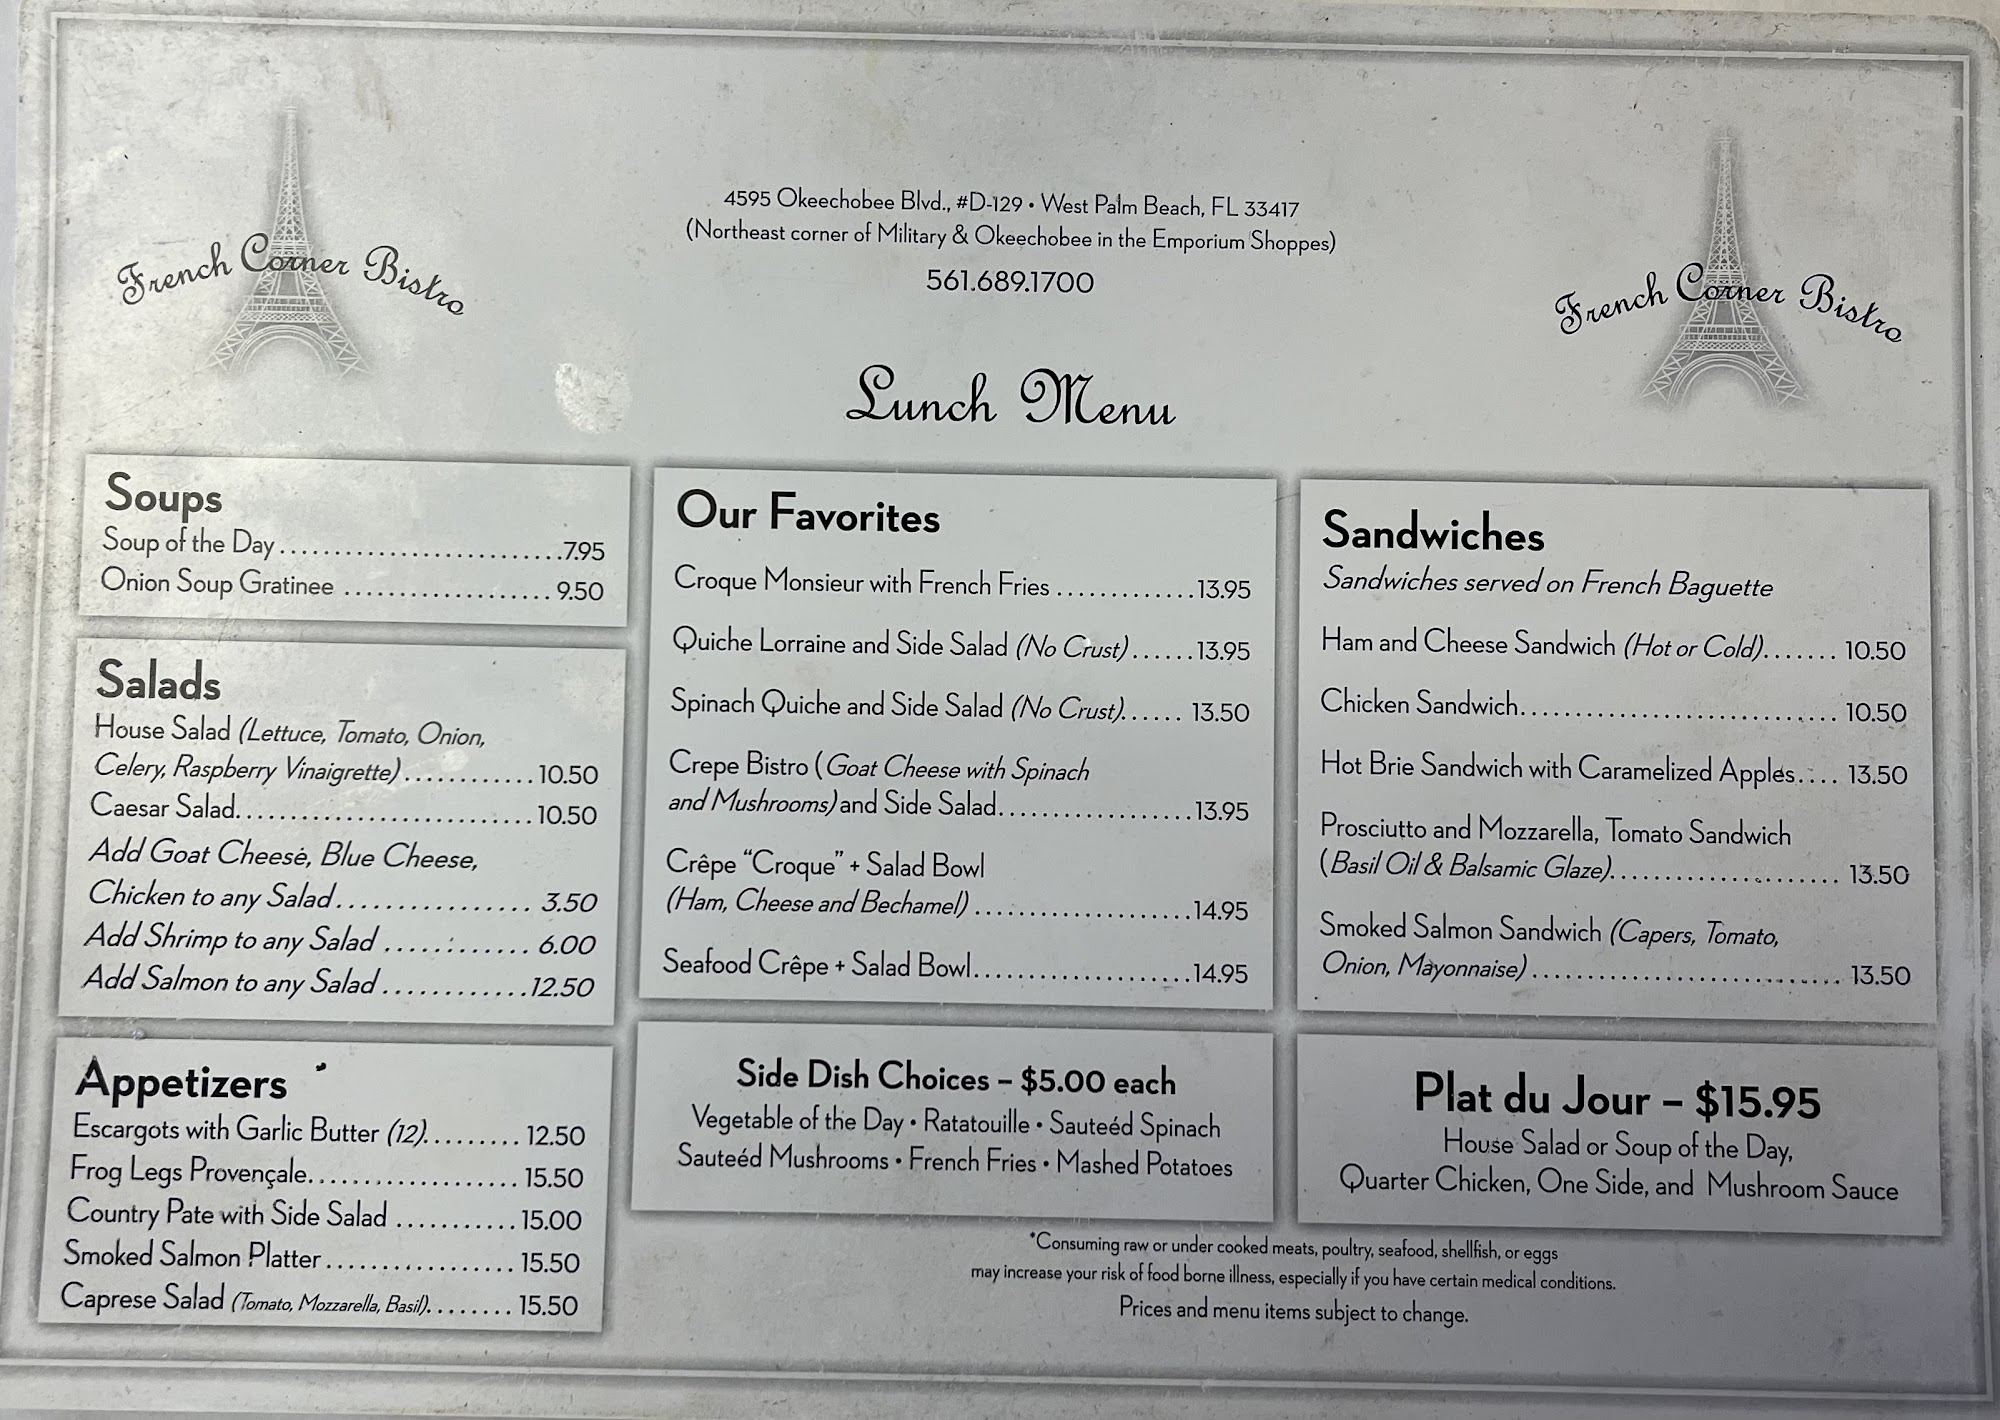 French Corner Bistro
4595 Okeechobee Blvd., #D-129 • West Palm Beach, FL 33417
(Northeast corner of Military & Okeechobee in the Emporium Shoppes)
561.689.1700
French Corner Bistro
Lunch Menu
Soups
Soup of the Day............................7.95
Onion Soup Gratinee .................... 9.50
Salads
House Salad (Lettuce, Tomato, Onion,
Celery, Raspberry Vinaigrette)............10.50
Caesar Salad............................10.50
Add Goat Cheese, Blue Cheese,
Chicken to any Salad................. 3.50
Add Shrimp to any Salad ............ 6.00
Add Salmon to any Salad ............12.50
Appetizers
Escargots with Garlic Butter (12)......... 12.50
Frog Legs Provençale.................... 15.50
Country Pate with Side Salad ...........15.00
Smoked Salmon Platter.................. 15.50
Caprese Salad (Tomato, Mozzarella, Basil)........ 15.50
Our Favorites
Croque Monsieur with French Fries .............13.95
Quiche Lorraine and Side Salad (No Crust)......13.95
Spinach Quiche and Side Salad (No Crust)...... 13.50
Crepe Bistro (Goat Cheese with Spinach
and Mushrooms) and Side Salad...................13.95
Crêpe “Croque” + Salad Bowl
(Ham, Cheese and Bechamel) .....................14.95
Seafood Crêpe + Salad Bowl.....................14.95
Side Dish Choices – $5.00 each
Vegetable of the Day • Ratatouille • Sauteéd Spinach
Sauteéd Mushrooms • French Fries • Mashed Potatoes
Sandwiches
Sandwiches served on French Baguette
Ham and Cheese Sandwich (Hot or Cold)....... 10.50
Chicken Sandwich.............................. 10.50
Hot Brie Sandwich with Caramelized Apples.... 13.50
Prosciutto and Mozzarella, Tomato Sandwich
(Basil Oil & Balsamic Glaze)...................... 13.50
Smoked Salmon Sandwich (Capers, Tomato,
Onion, Mayonnaise)............................. 13.50
Plat du Jour – $15.95
House Salad or Soup of the Day,
Quarter Chicken, One Side, and Mushroom Sauce
*Consuming raw or under cooked meats, poultry, seafood, shellfish, or eggs
may increase your risk of food borne illness, especially if you have certain medical conditions.
Prices and menu items subject to change.